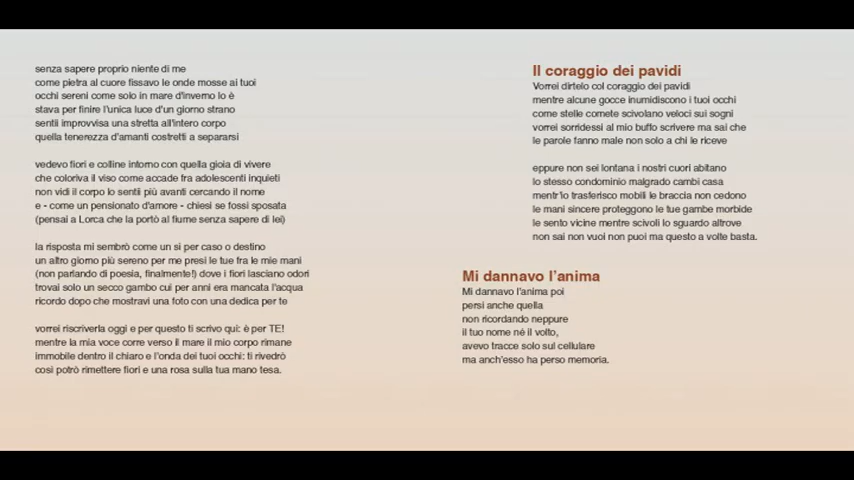 senza sapere proprio niente di me
come pietra al cuore fissavo le onde mosse ai tuoi
occhi sereni come solo in mare d'inverno lo è
stava per finire l'unica luce d'un giorno strano
sentii improvvisa una stretta all'intero corpo
quella tenerezza d'amanti costretti a separarsi

vedevo fiori e colline intorno con quella gioia di vivere
che coloriva il viso come accade fra adolescenti inquieti
non vidi il corpo lo sentii più avanti cercando il nome
e - come un pensionato d'amore - chiesi se fossi sposata
(pensai a Lorca che la portò al fiume senza sapere di lei)

la risposta mi sembrò come un si per caso o destino
un altro giorno più sereno per me presi le tue fra le mie mani
(non parlando di poesia, finalmente!) dove i fiori lasciano odori
trovai solo un secco gambo cui per anni era mancata l'acqua
ricordo dopo che mostravi una foto con una dedica per te

vorrei riscriverla oggi e per questo ti scrivo qui: è per TE!
mentre la mia voce corre verso il mare il mio corpo rimane
immobile dentro il chiaro e l'onda dei tuoi occhi: ti rivedrò
così potrò rimettere fiori e una rosa sulla tua mano tesa.

Il coraggio dei pavidi
Vorrei dirtelo col coraggio dei pavidi
mentre alcune gocce inumidiscono i tuoi occhi
come stelle comete scivolano veloci sui sogni
vorrei sorridessi al mio buffo scrivere ma sai che
le parole fanno male non solo a chi le riceve

eppure non sei lontana i nostri cuori abitano
lo stesso condominio malgrado cambi casa
mentr'io trasferisco mobili le braccia non cedono
le mani sincere proteggono le tue gambe morbide
le sento vicine mentre scivoli lo sguardo altrove
non sai non vuoi non puoi ma questo a volte basta.

Mi dannavo l'anima
Mi dannavo l'anima poi
persi anche quella
non ricordando neppure
il tuo nome né il volto,
avevo tracce solo sul cellulare
ma anch'esso ha perso memoria.